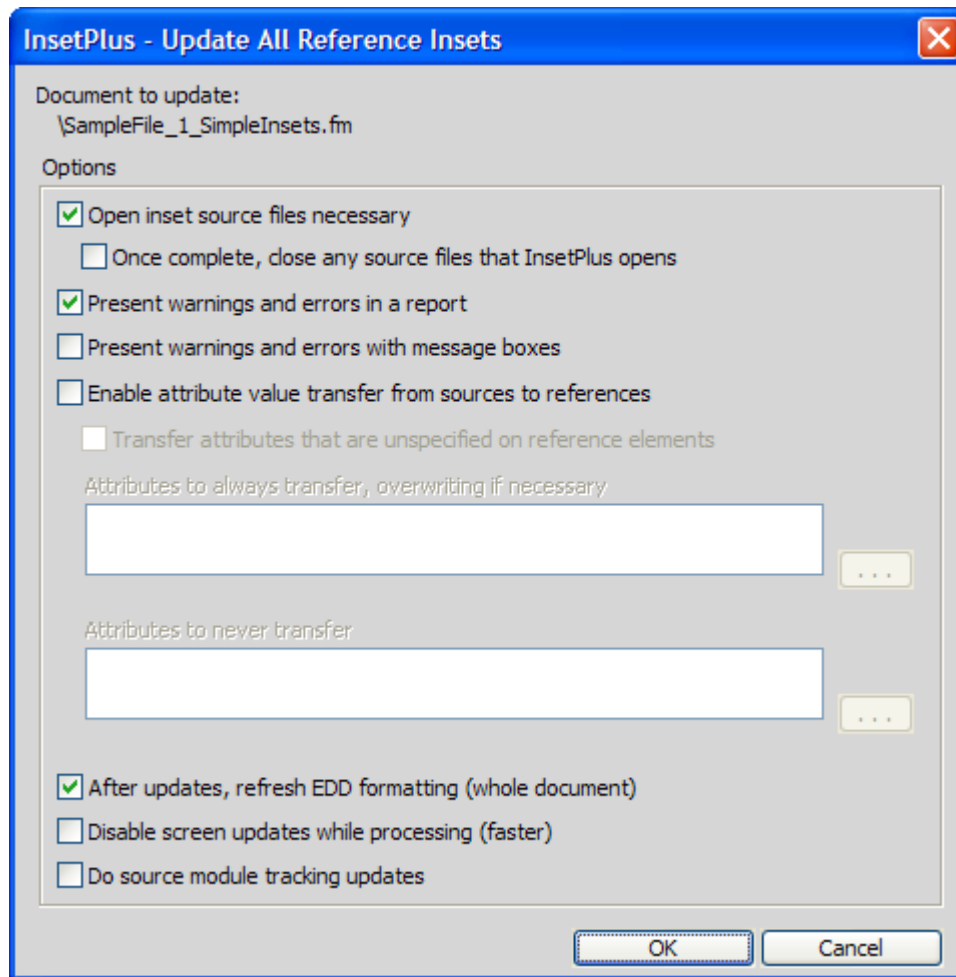 InsetPlus - Update All Reference Insets
Document to update:
\SampleFile_1_SimpleInsets.fm
Options
Open inset source files necessary
Once complete, close any source files that InsetPlus opens
Present warnings and errors in a report
Present warnings and errors with message boxes
Enable attribute value transfer from sources to references
Transfer attributes that are unspecified on reference elements
Attributes to always transfer, overwriting if necessary
...
Attributes to never transfer
...
After updates, refresh EDD formatting (whole document)
Disable screen updates while processing (faster)
Do source module tracking updates
OK Cancel